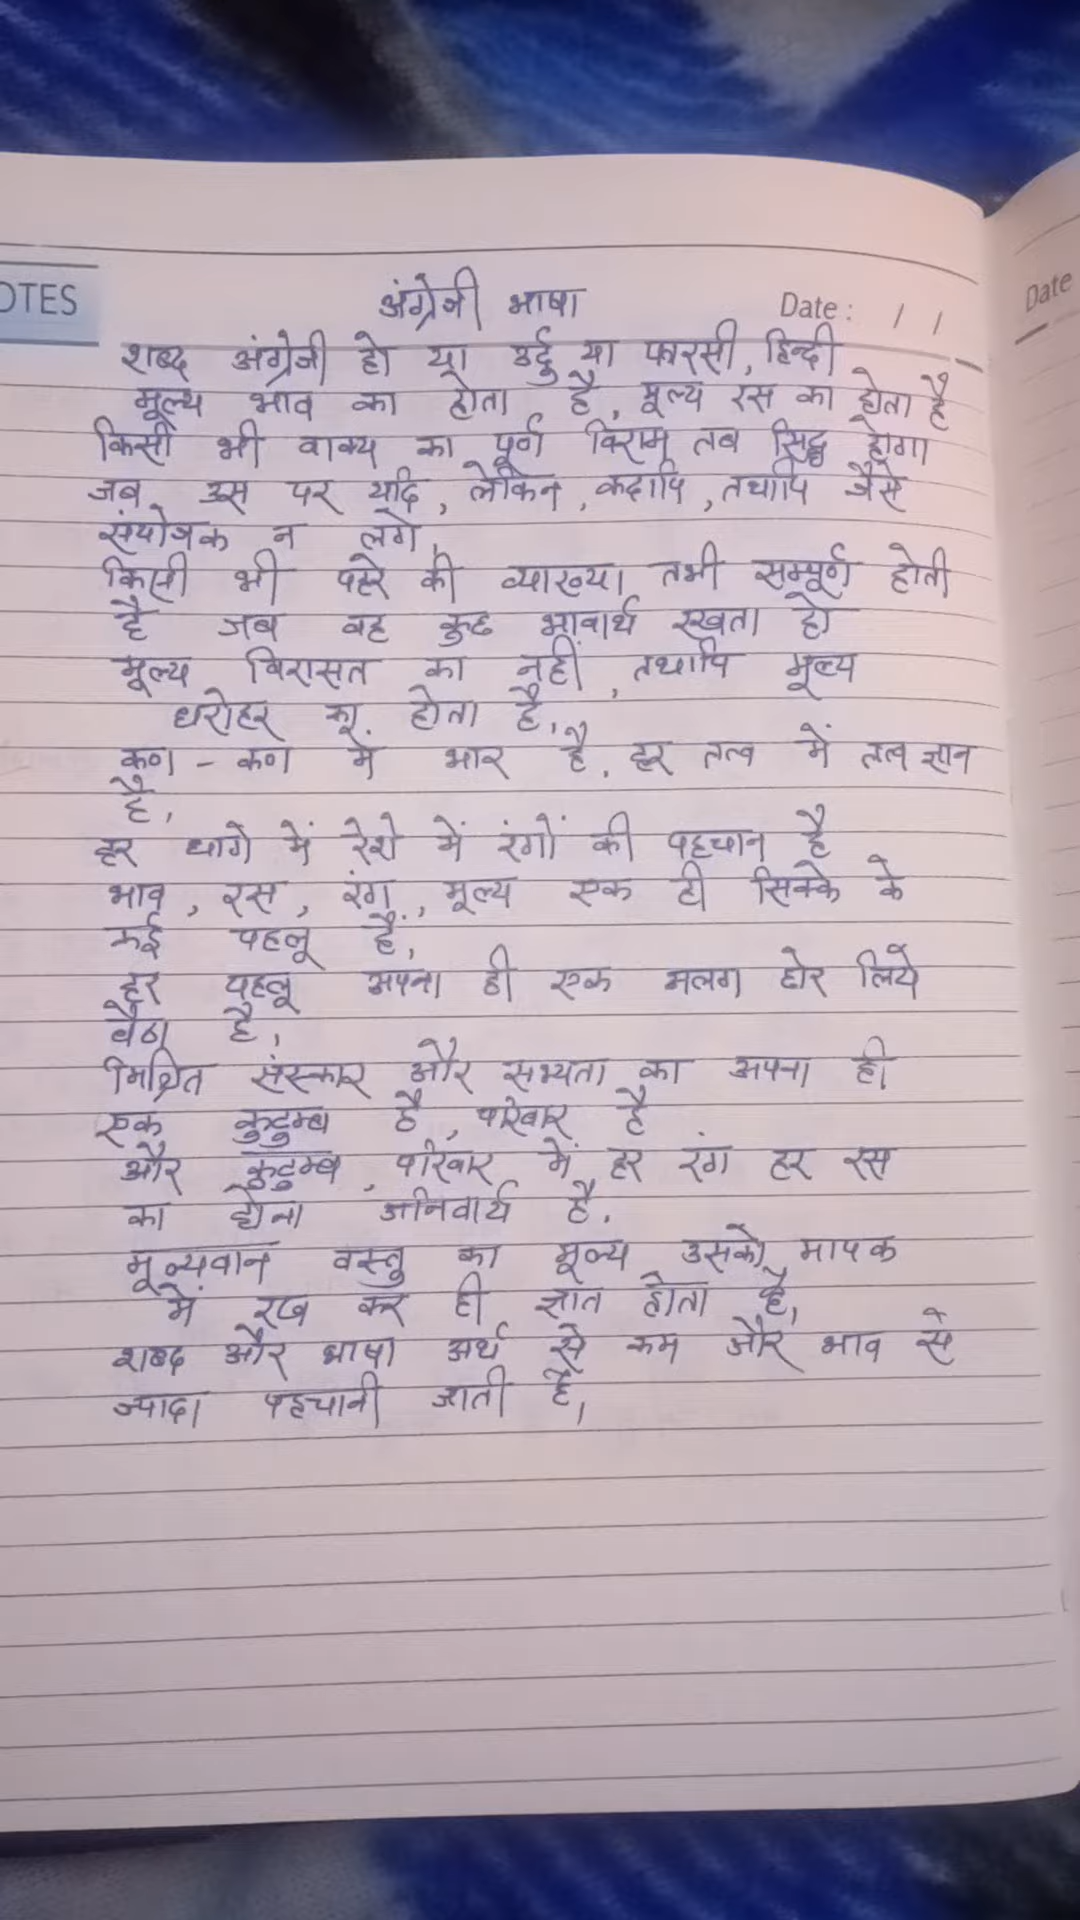 OTES
अंग्रेजी भाषा
Date: / /
Date
शब्द अंग्रेजी हो या उर्दु या फारसी, हिन्दी
मूल्य भाव का होता है, मूल्य रस का होता है
किसी भी वाक्य का पूर्ण विराम तब सिद्ध होगा
जब उस पर यदि, लेकिन, कदापि, तथापि जैसे
संयोजक न लगे,
किसी भी की व्याख्या तभी सम्पूर्ण होती
है जब वह कुछ भावार्थ रखता हो
मूल्य विरासत का नहीं, तथापि मूल्य
धरोहर का होता है,
कण - कण में भार है, हर तत्व में तत्व ज्ञान
है,
हर धागे में रेशे में रंगों की पहचान है
भाव, रस, रंग, मूल्य एक ही सिक्के के
कई पहलू हैं,
हर पहलू अपना ही एक अलग छोर लिये
बैठा है,
मिश्रित संस्कार और सभ्यता का अपना ही
एक कुटुम्ब है, परिवार है
और कुटुम्ब, परिवार में हर रंग हर रस
का होना अनिवार्य है,
मूल्यवान वस्तु का मूल्य उसको मापक
में रख कर ही ज्ञात होता है,
शब्द और भाषा अर्थ से कम और भाव से
ज्यादा पहचानी जाती है,